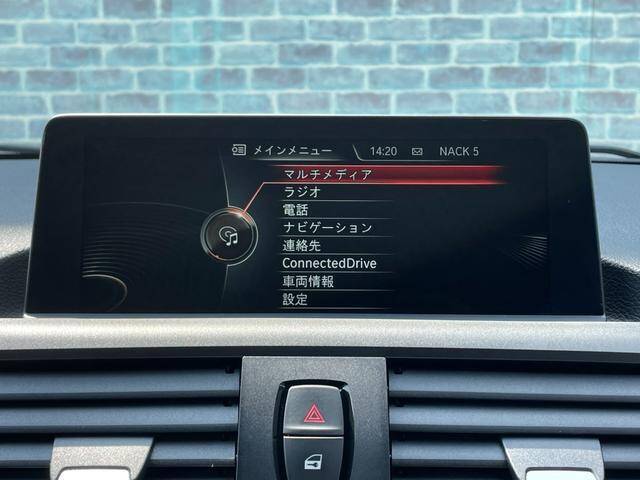 メインメニュー 14:20 NACK 5
マルチメディア
ラジオ
電話
ナビゲーション
連絡先
ConnectedDrive
車両情報
設定